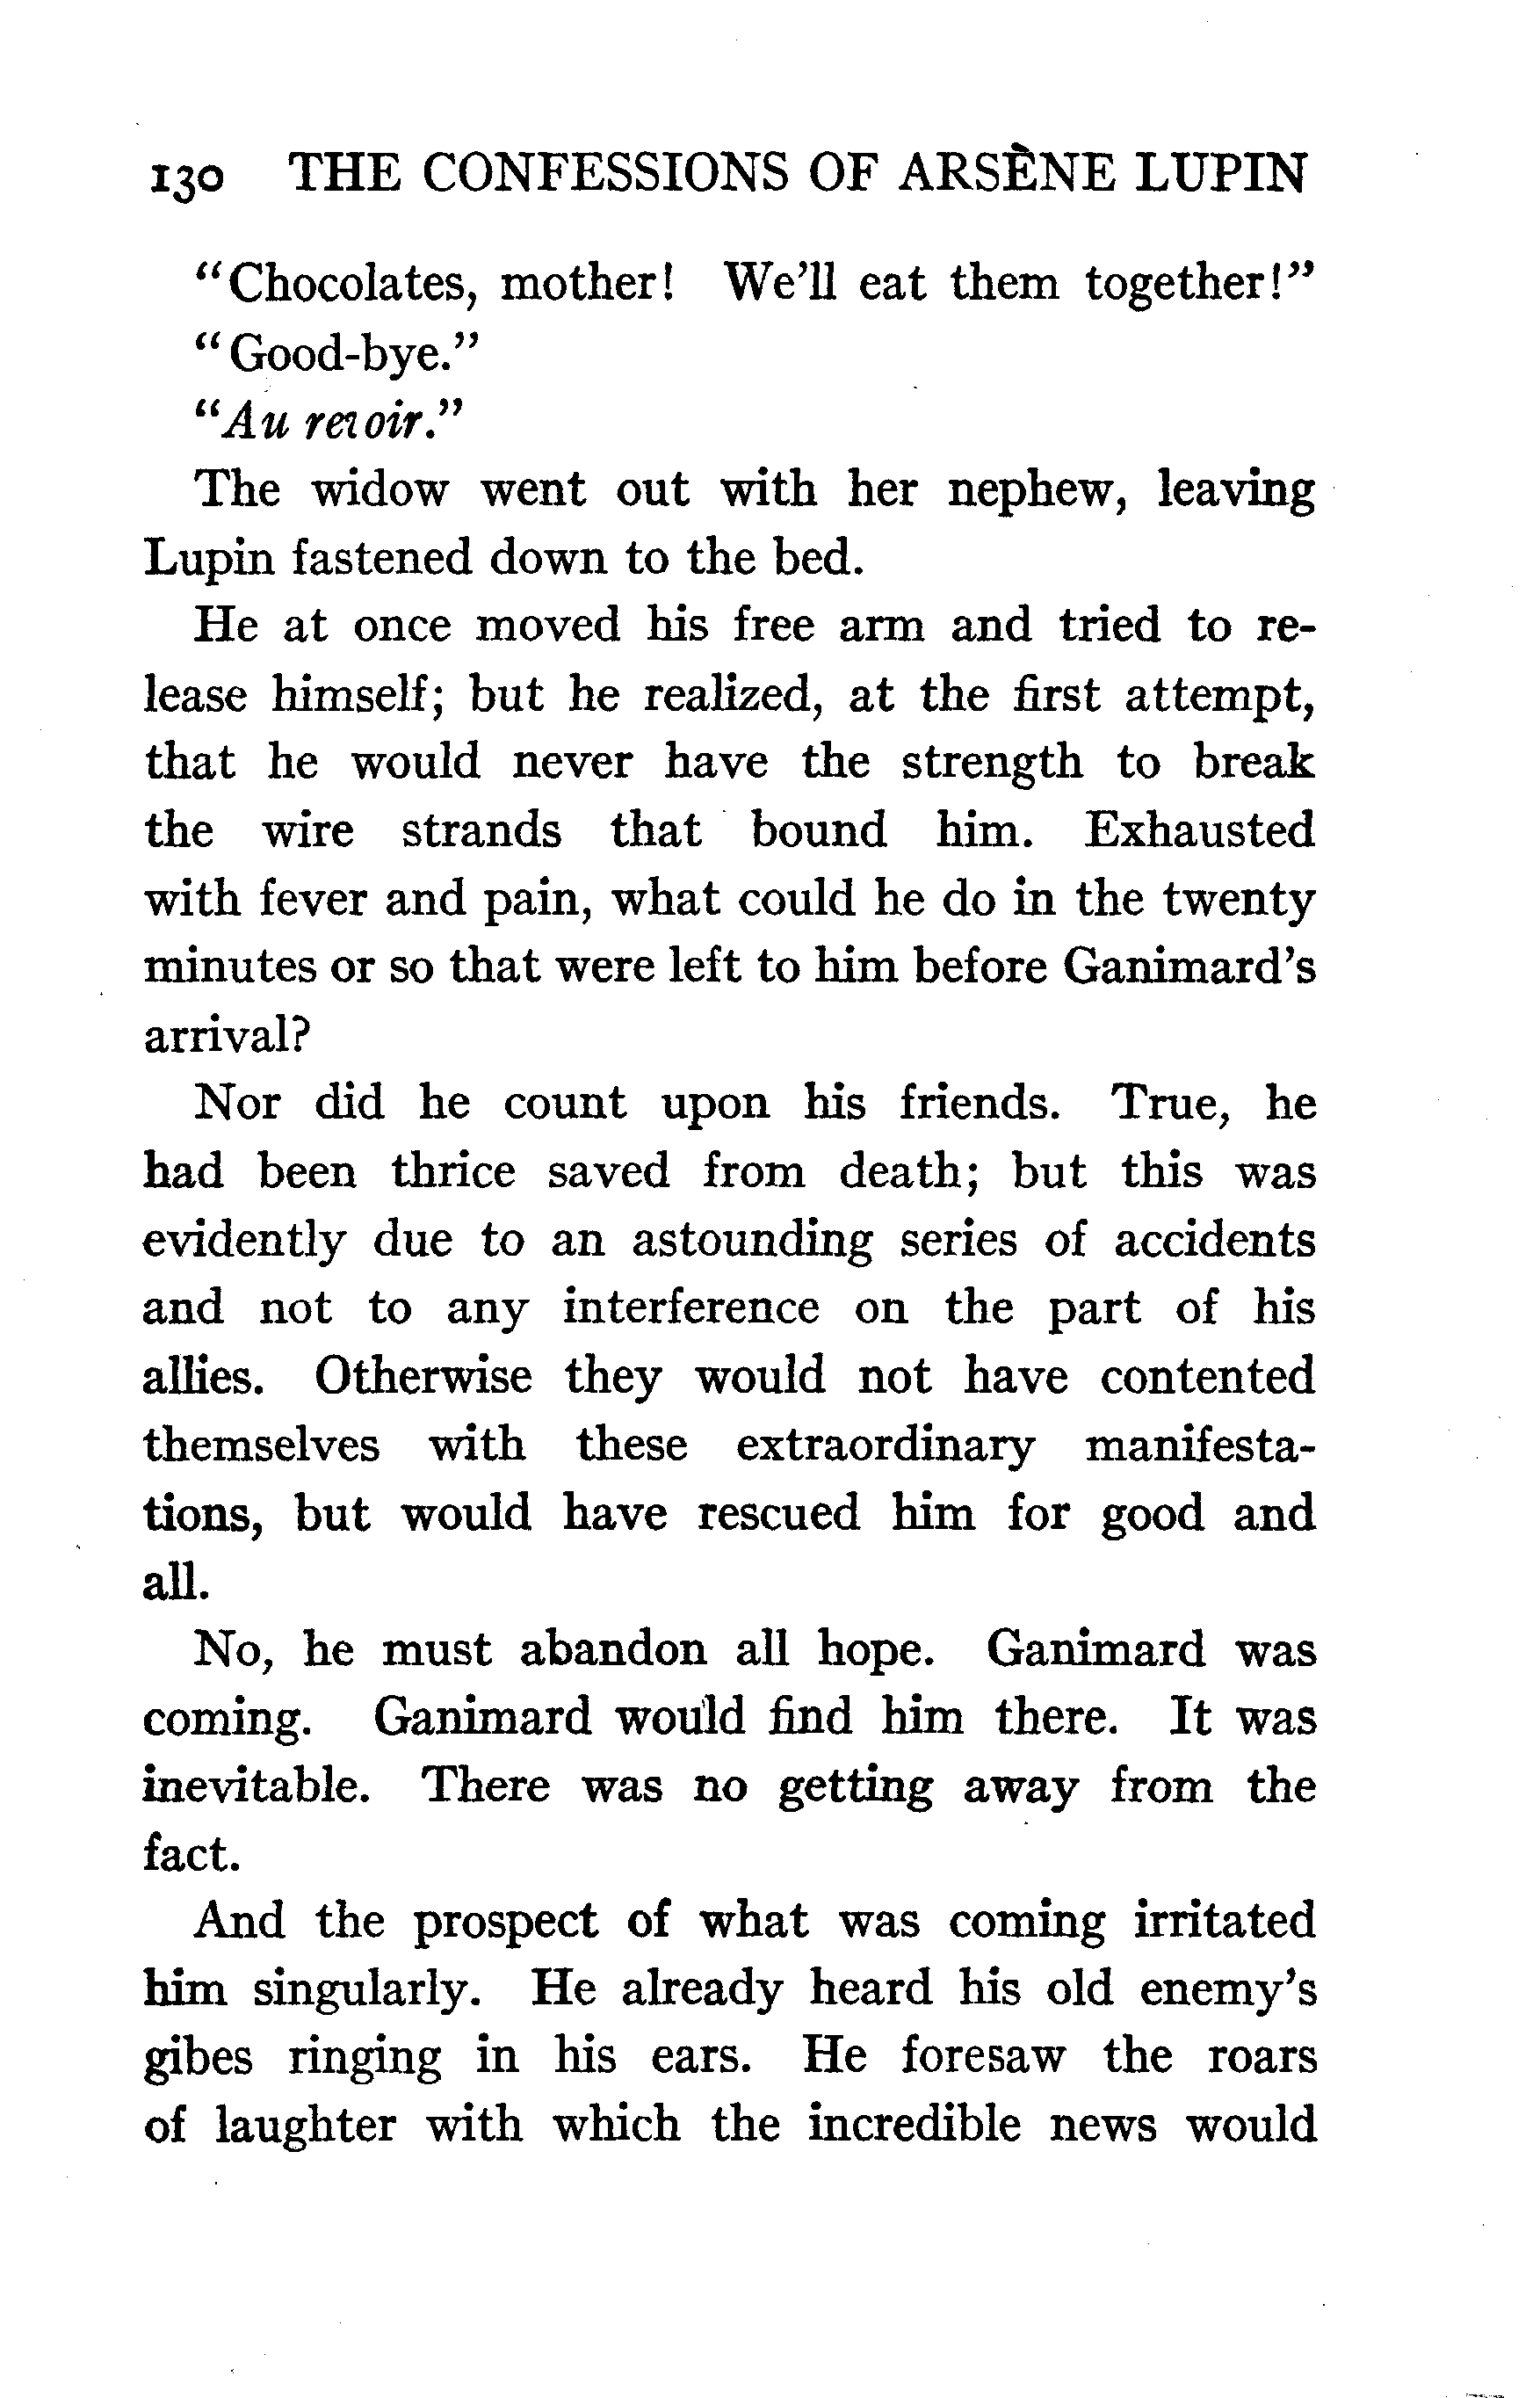 130 THE CONFESSIONS OF ARSÈNE LUPIN
“Chocolates, mother! We’ll eat them together!”
“Good-bye.”
“Au revoir.”
The widow went out with her nephew, leaving
Lupin fastened down to the bed.
He at once moved his free arm and tried to re-
lease himself; but he realized, at the first attempt,
that he would never have the strength to break
the wire strands that bound him. Exhausted
with fever and pain, what could he do in the twenty
minutes or so that were left to him before Ganimard’s
arrival?
Nor did he count upon his friends. True, he
had been thrice saved from death; but this was
evidently due to an astounding series of accidents
and not to any interference on the part of his
allies. Otherwise they would not have contented
themselves with these extraordinary manifesta-
tions, but would have rescued him for good and
all.
No, he must abandon all hope. Ganimard was
coming. Ganimard would find him there. It was
inevitable. There was no getting away from the
fact.
And the prospect of what was coming irritated
him singularly. He already heard his old enemy’s
gibes ringing in his ears. He foresaw the roars
of laughter with which the incredible news would